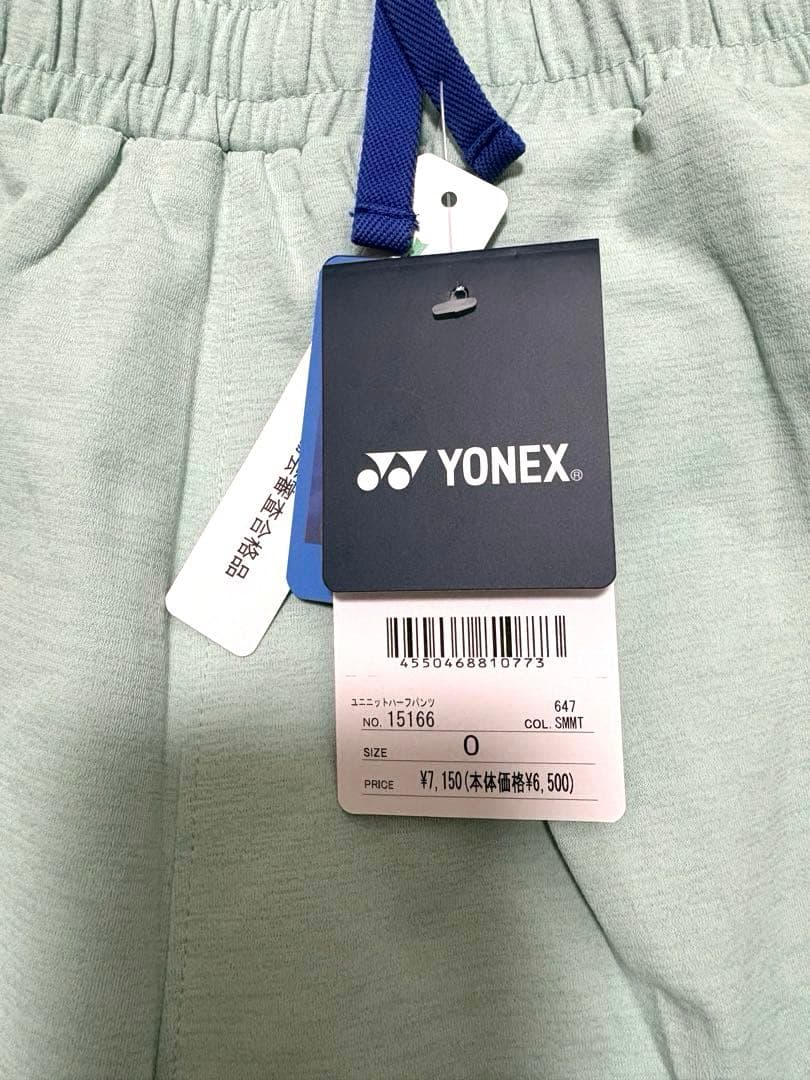 YONEX®
審査合格品
4550468810773
ユニニットハーフパンツ
647
NO. 15166
COL. SMMT
SIZE 0
PRICE ¥7,150(本体価格¥6,500)